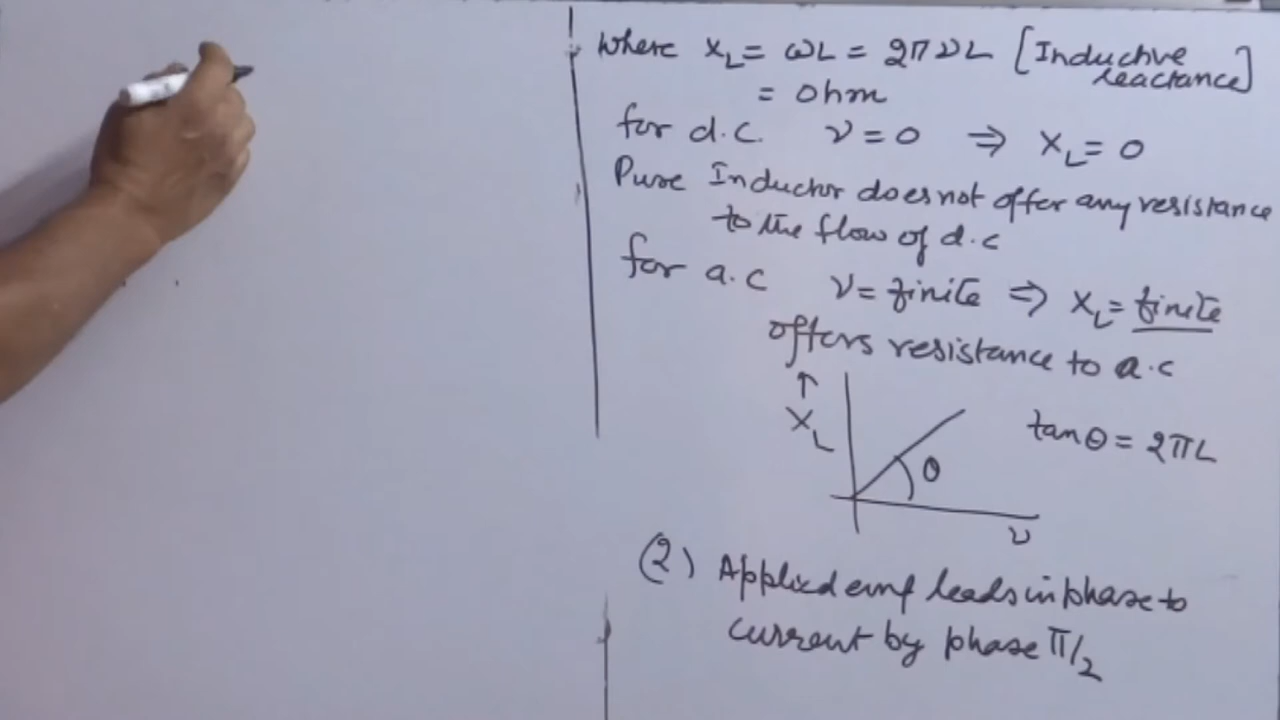 where X_L = ωL = 2πνL [Inductive reactance]
= Ohm
for d.c. ν = 0 ⇒ X_L = 0
Pure Inductor does not offer any resistance
to the flow of d.c
for a.c ν = finite ⇒ X_L = finite
offers resistance to a.c
↑
X_L
tanθ = 2πL
θ
ν
(2) Applied emf leads in phase to
current by phase π/2